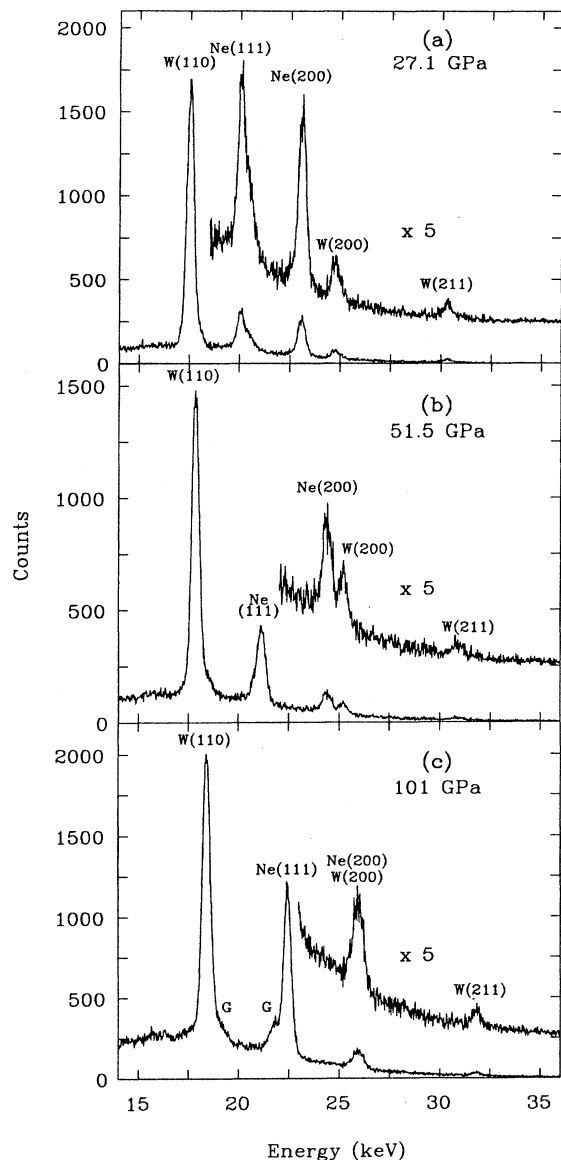 2000
1500
1000
500
0
(a)
27.1 GPa
W(110)
Ne(111)
Ne(200)
W(200)
x 5
W(211)
1500
1000
500
0
(b)
51.5 GPa
W(110)
Ne
(111)
Ne(200)
W(200)
x 5
W(211)
Counts
2000
1500
1000
500
0
(c)
101 GPa
W(110)
G
G
Ne(111)
Ne(200)
W(200)
x 5
W(211)
15 20 25 30 35
Energy (keV)